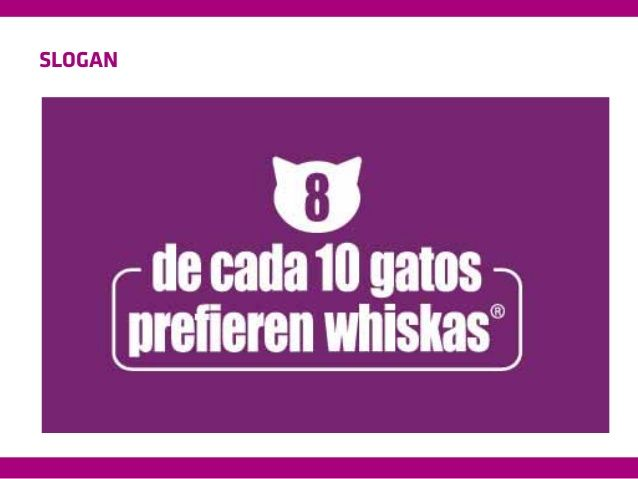 SLOGAN
8
de cada 10 gatos
prefieren whiskas®